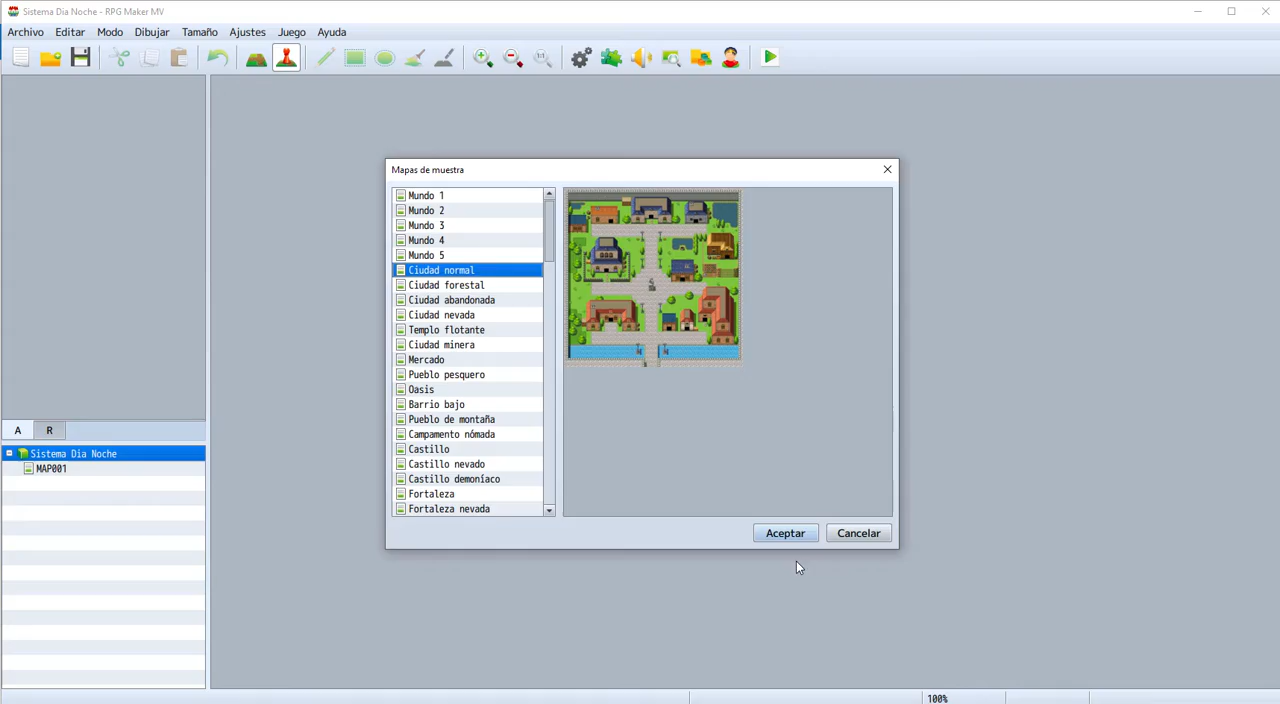 Sistema Dia Noche - RPG Maker MV
Archivo Editar Modo Dibujar Tamaño Ajustes Juego Ayuda
1:1
Mapas de muestra
Mundo 1
Mundo 2
Mundo 3
Mundo 4
Mundo 5
Ciudad normal
Ciudad forestal
Ciudad abandonada
Ciudad nevada
Templo flotante
Ciudad minera
Mercado
Pueblo pesquero
Oasis
Barrio bajo
Pueblo de montaña
Campamento nómada
Castillo
Castillo nevado
Castillo demoníaco
Fortaleza
Fortaleza nevada
Aceptar Cancelar
A R
Sistema Dia Noche
MAP001
100%